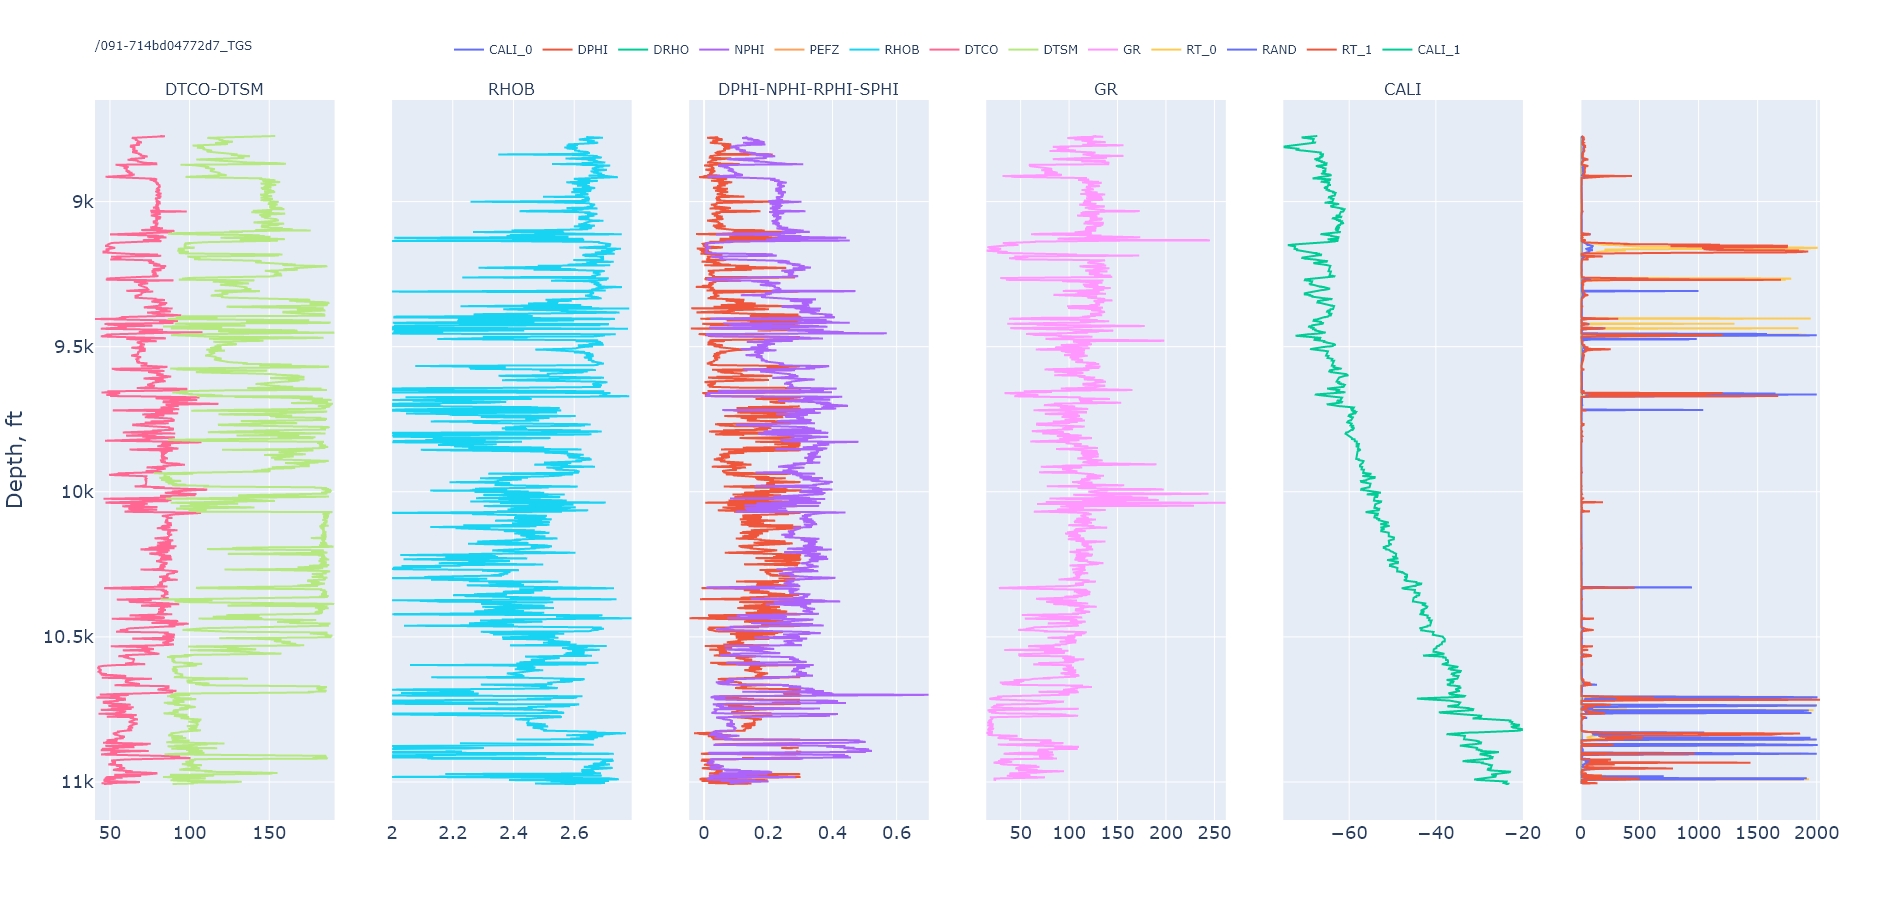 /091-714bd04772d7_TGS
CALI_0 DPHI DRHO NPHI PEFZ RHOB DTCO DTSM GR RT_0 RAND RT_1 CALI_1
DTCO-DTSM RHOB DPHI-NPHI-RPHI-SPHI GR CALI
Depth, ft
9k
9.5k
10k
10.5k
11k
50 100 150 2 2.2 2.4 2.6 0 0.2 0.4 0.6 50 100 150 200 250 −60 −40 −20 0 500 1000 1500 2000